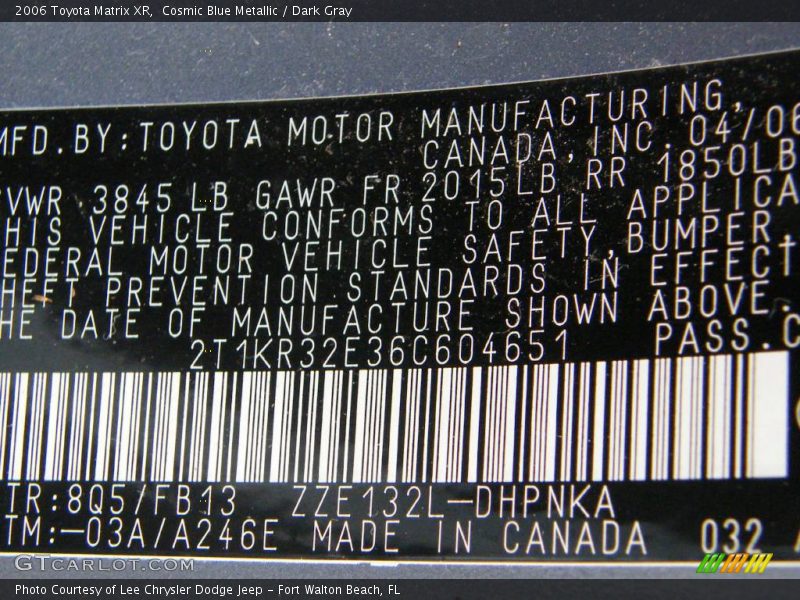 2006 Toyota Matrix XR, Cosmic Blue Metallic / Dark Gray
MFD.BY:TOYOTA MOTOR MANUFACTURING,
CANADA,INC.04/06
VWR 3845 LB GAWR FR 2015LB RR 1850LB
HIS VEHICLE CONFORMS TO ALL APPLICA
EDERAL MOTOR VEHICLE SAFETY,BUMPER,
HEFT PREVENTION STANDARDS IN EFFECT
HE DATE OF MANUFACTURE SHOWN ABOVE.
2T1KR32E36C604651 PASS.C
TR:8Q5/FB13 ZZE132L-DHPNKA
TM:-03A/A246E MADE IN CANADA 032
GTCARLOT.COM
Photo Courtesy of Lee Chrysler Dodge Jeep - Fort Walton Beach, FL